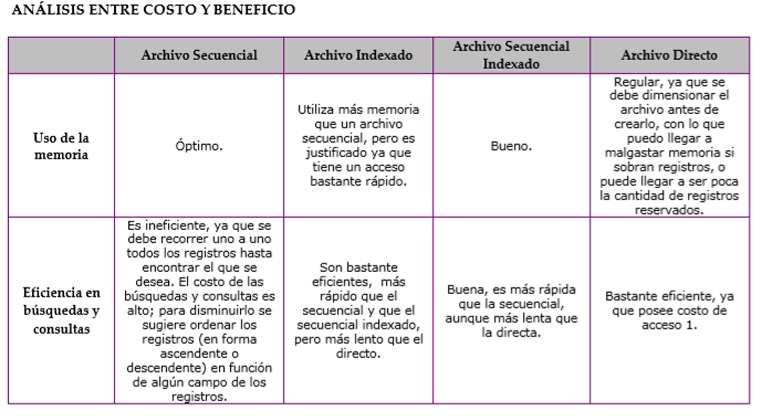 ANÁLISIS ENTRE COSTO Y BENEFICIO
Archivo Secuencial
Archivo Indexado
Archivo Secuencial
Indexado
Archivo Directo
Uso de la
memoria
Óptimo.
Utiliza más memoria
que un archivo
secuencial, pero es
justificado ya que
tiene un acceso
bastante rápido.
Bueno.
Regular, ya que se
debe dimensionar el
archivo antes de
crearlo, con lo que
puedo llegar a
malgastar memoria si
sobran registros, o
puede llegar a ser poca
la cantidad de registros
reservados.
Eficiencia en
búsquedas y
consultas
Es ineficiente, ya que se
debe recorrer uno a uno
todos los registros hasta
encontrar el que se
desea. El costo de las
búsquedas y consultas es
alto; para disminuirlo se
sugiere ordenar los
registros (en forma
ascendente o
descendente) en función
de algún campo de los
registros.
Son bastante
eficientes, más
rápido que el
secuencial y que el
secuencial indexado,
pero más lento que el
directo.
Buena, es más rápida
que la secuencial,
aunque más lenta que
la directa.
Bastante eficiente, ya
que posee costo de
acceso 1.